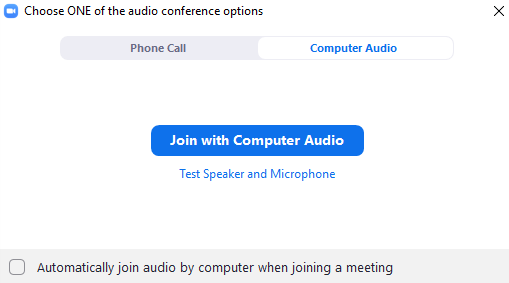 Choose ONE of the audio conference options
Phone Call
Computer Audio
Join with Computer Audio
Test Speaker and Microphone
Automatically join audio by computer when joining a meeting